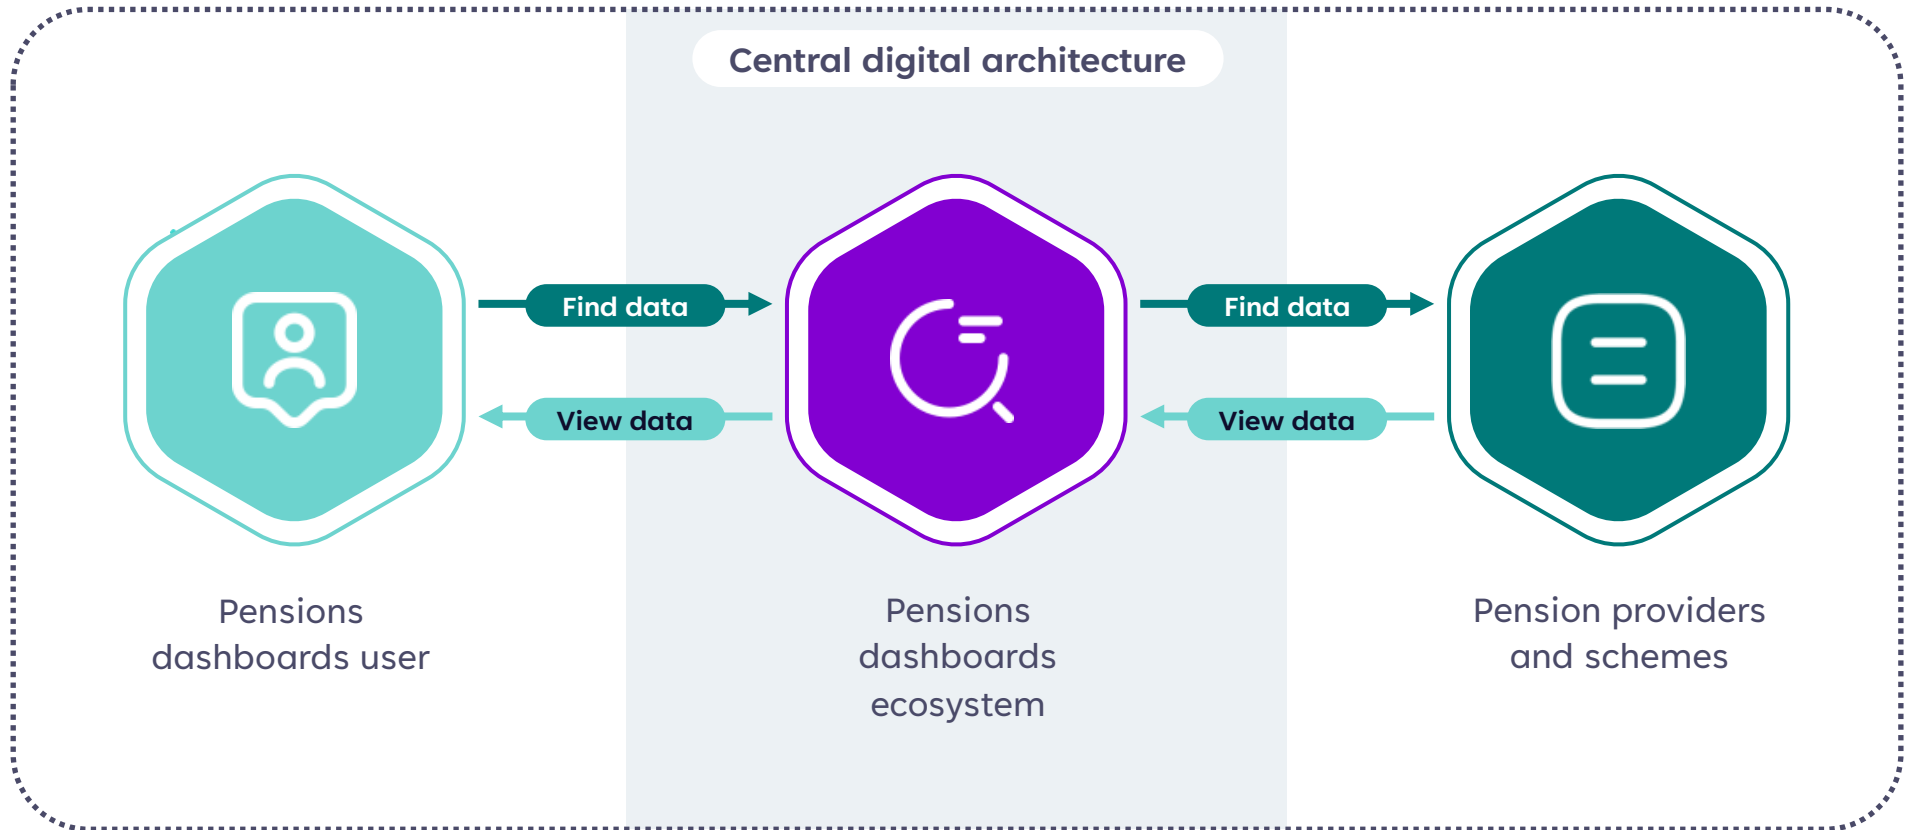 Central digital architecture
Find data
Find data
View data
View data
Pensions
dashboards user
Pensions
dashboards
ecosystem
Pension providers
and schemes